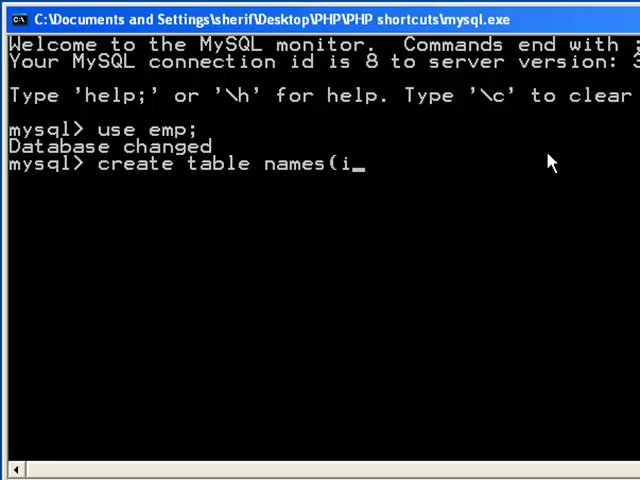 C:\Documents and Settings\sherif\Desktop\PHP\PHP shortcuts\mysql.exe
Welcome to the MySQL monitor.  Commands end with ;
Your MySQL connection id is 8 to server version: 3
Type 'help;' or '\h' for help. Type '\c' to clear
mysql> use emp;
Database changed
mysql> create table names(i_